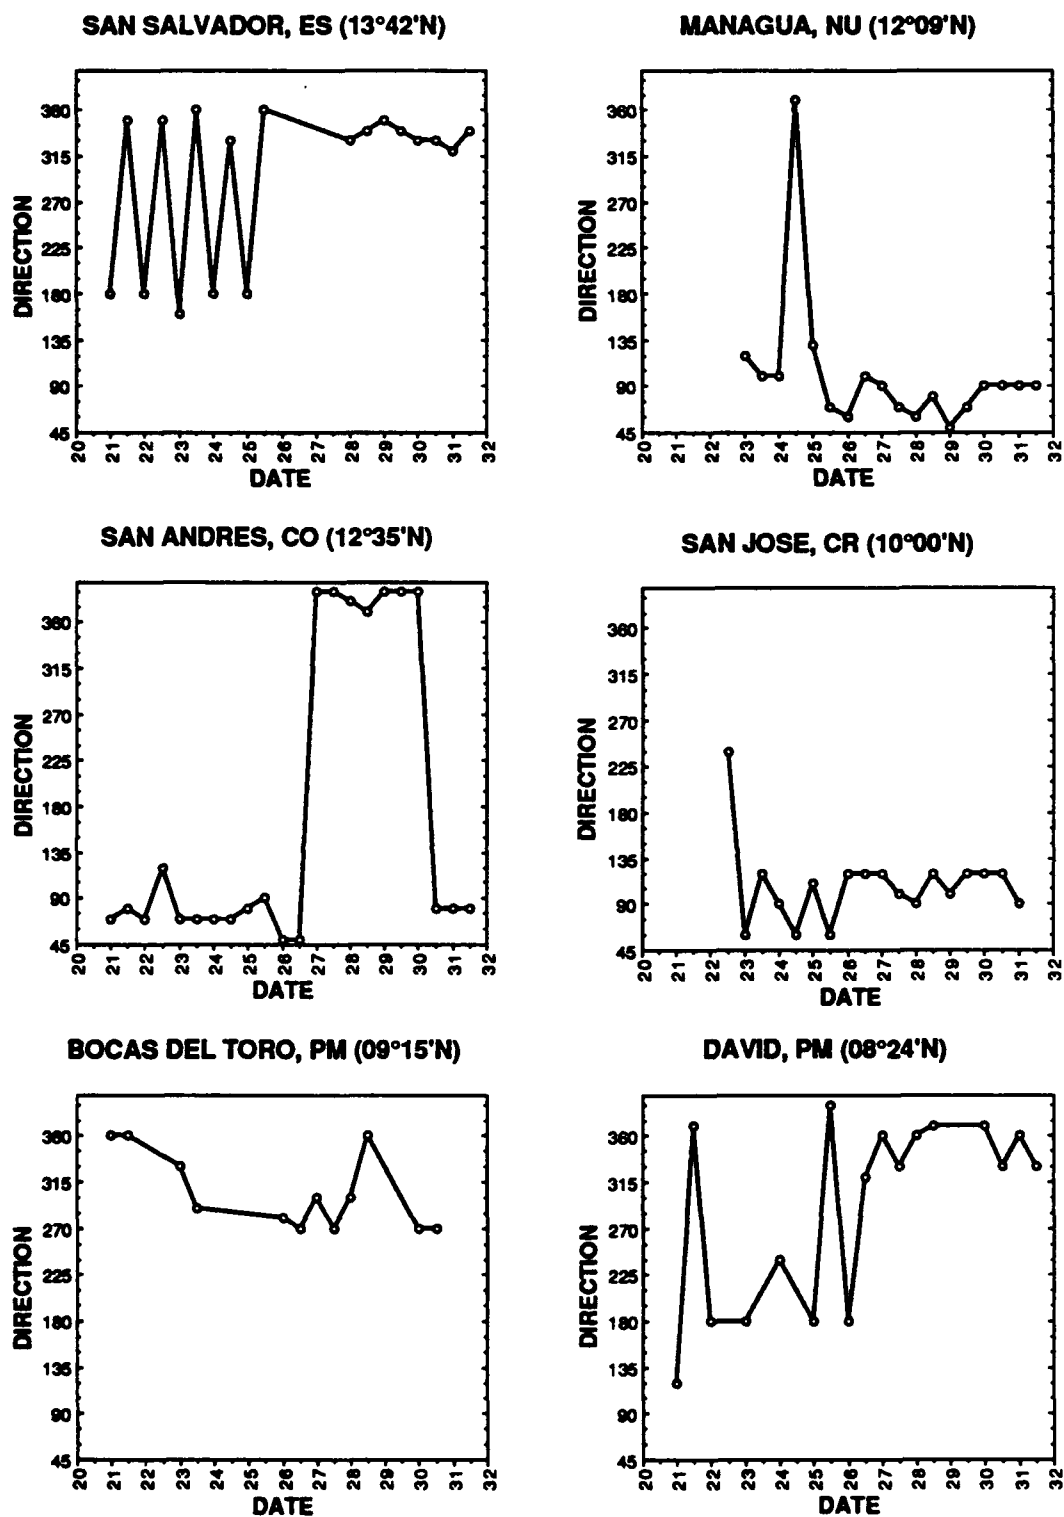 SAN SALVADOR, ES (13°42'N)
DIRECTION
360
315
270
225
180
135
90
45
20 21 22 23 24 25 26 27 28 29 30 31 32
DATE
MANAGUA, NU (12°09'N)
DIRECTION
360
315
270
225
180
135
90
45
20 21 22 23 24 25 26 27 28 29 30 31 32
DATE
SAN ANDRES, CO (12°35'N)
DIRECTION
360
315
270
225
180
135
90
45
20 21 22 23 24 25 26 27 28 29 30 31 32
DATE
SAN JOSE, CR (10°00'N)
DIRECTION
360
315
270
225
180
135
90
45
20 21 22 23 24 25 26 27 28 29 30 31 32
DATE
BOCAS DEL TORO, PM (09°15'N)
DIRECTION
360
315
270
225
180
135
90
45
20 21 22 23 24 25 26 27 28 29 30 31 32
DATE
DAVID, PM (08°24'N)
DIRECTION
360
315
270
225
180
135
90
45
20 21 22 23 24 25 26 27 28 29 30 31 32
DATE